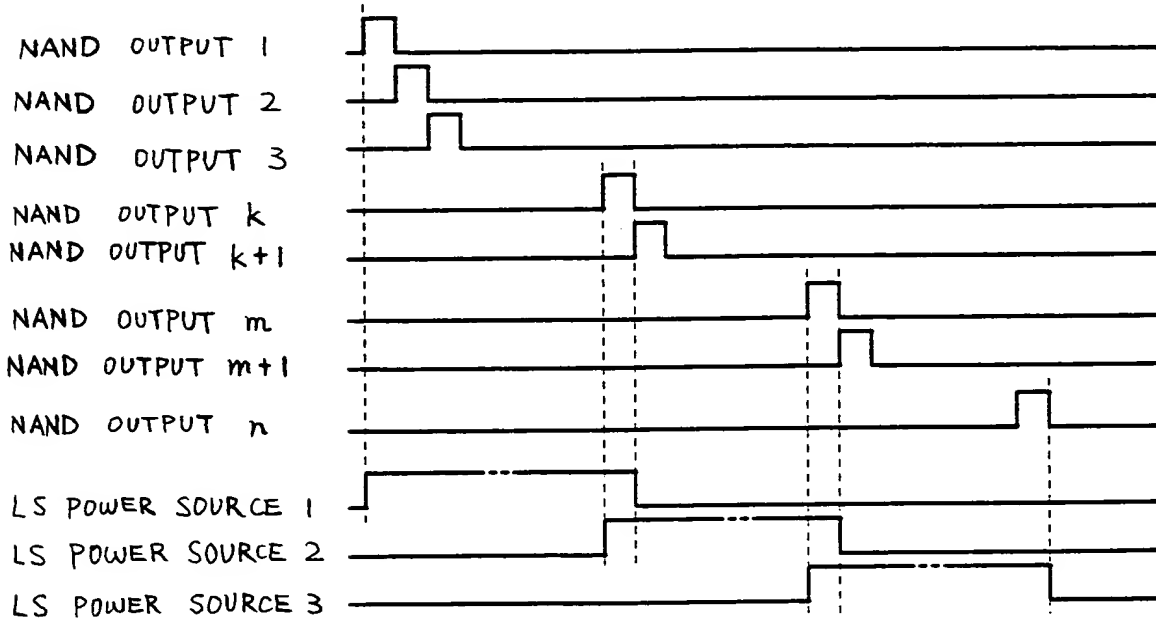 NAND OUTPUT 1
NAND OUTPUT 2
NAND OUTPUT 3
NAND OUTPUT k
NAND OUTPUT k+1
NAND OUTPUT m
NAND OUTPUT m+1
NAND OUTPUT n
LS POWER SOURCE 1
LS POWER SOURCE 2
LS POWER SOURCE 3